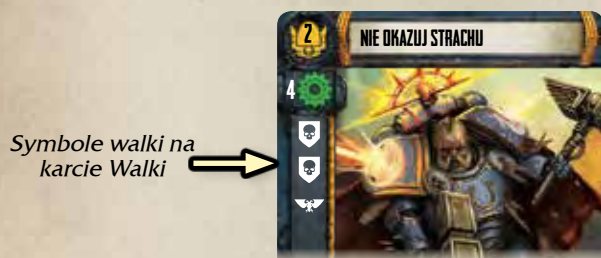 2
NIE OKAZUJ STRACHU
4
Symbole walki na
karcie Walki